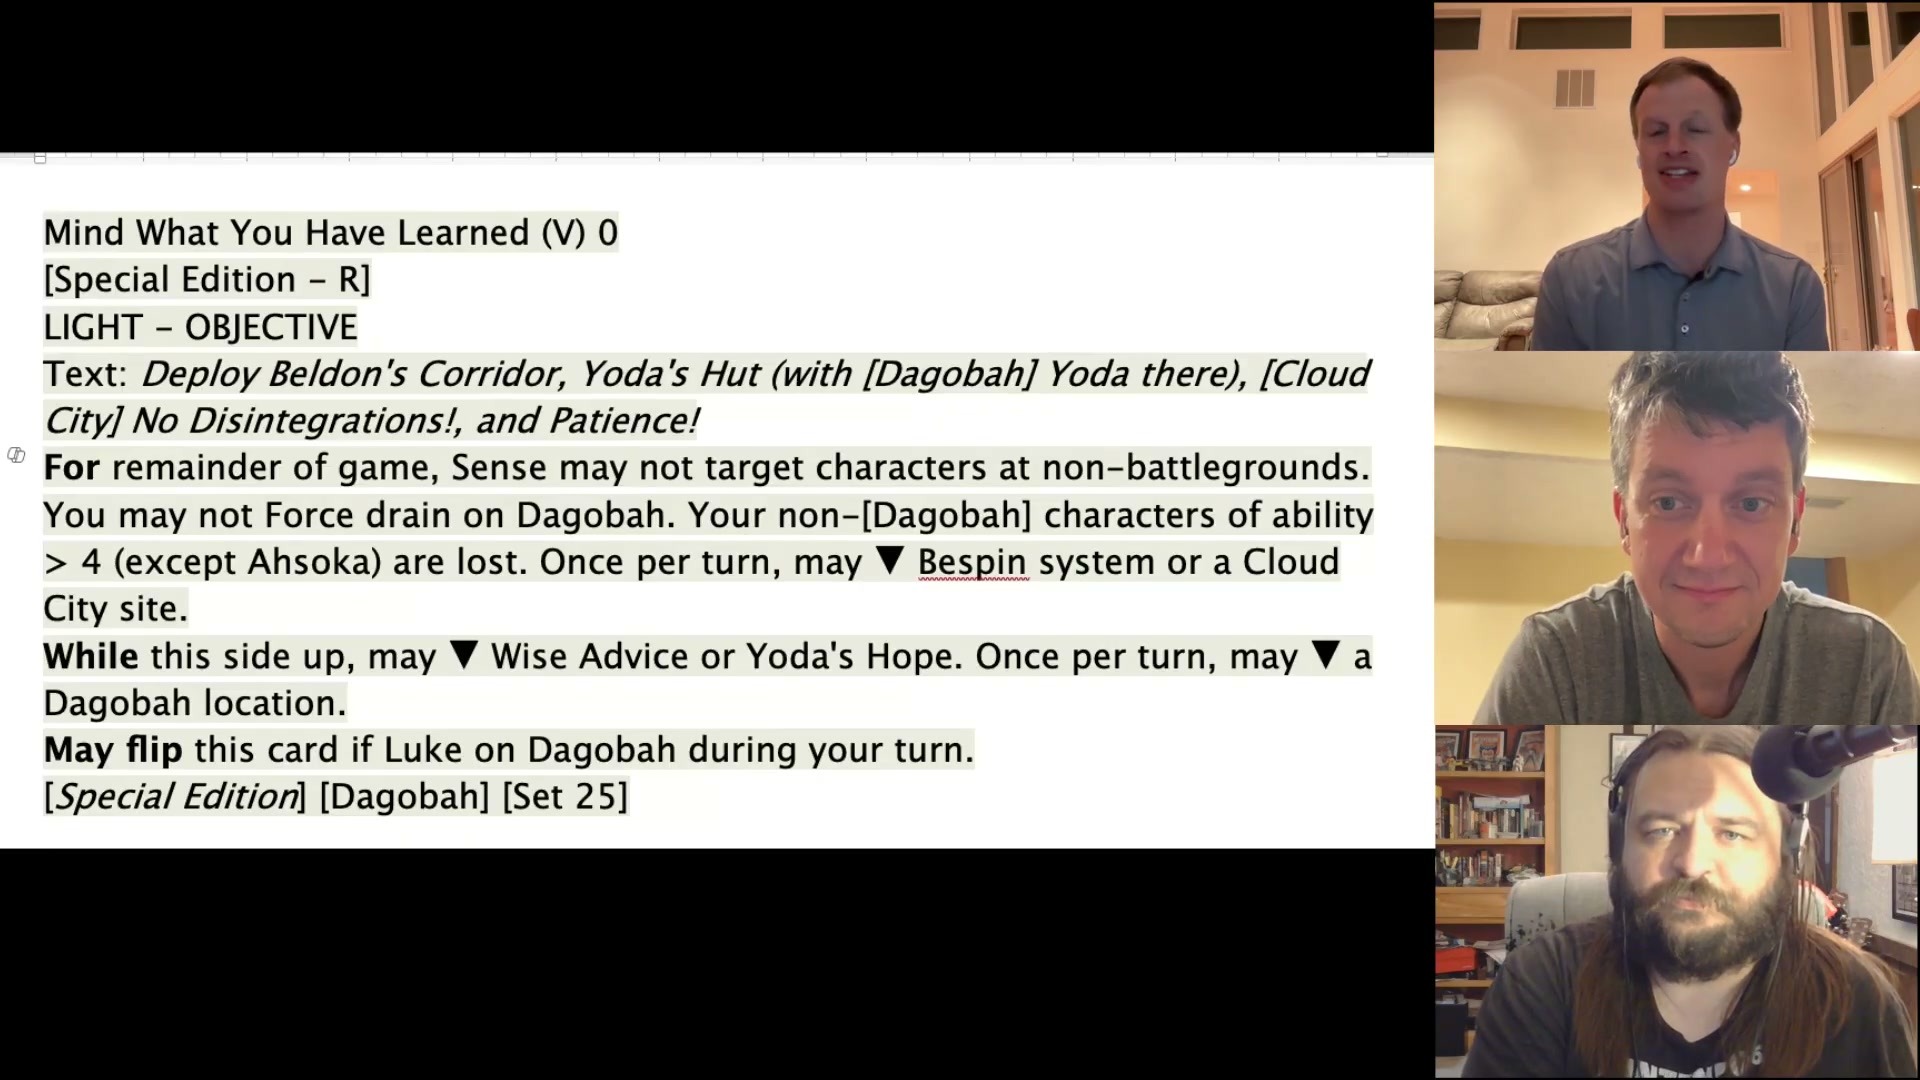 Mind What You Have Learned (V) 0
[Special Edition – R]
LIGHT – OBJECTIVE
Text: Deploy Beldon's Corridor, Yoda's Hut (with [Dagobah] Yoda there), [Cloud
City] No Disintegrations!, and Patience!
For remainder of game, Sense may not target characters at non-battlegrounds.
You may not Force drain on Dagobah. Your non-[Dagobah] characters of ability
> 4 (except Ahsoka) are lost. Once per turn, may ▼ Bespin system or a Cloud
City site.
While this side up, may ▼ Wise Advice or Yoda's Hope. Once per turn, may ▼ a
Dagobah location.
May flip this card if Luke on Dagobah during your turn.
[Special Edition] [Dagobah] [Set 25]